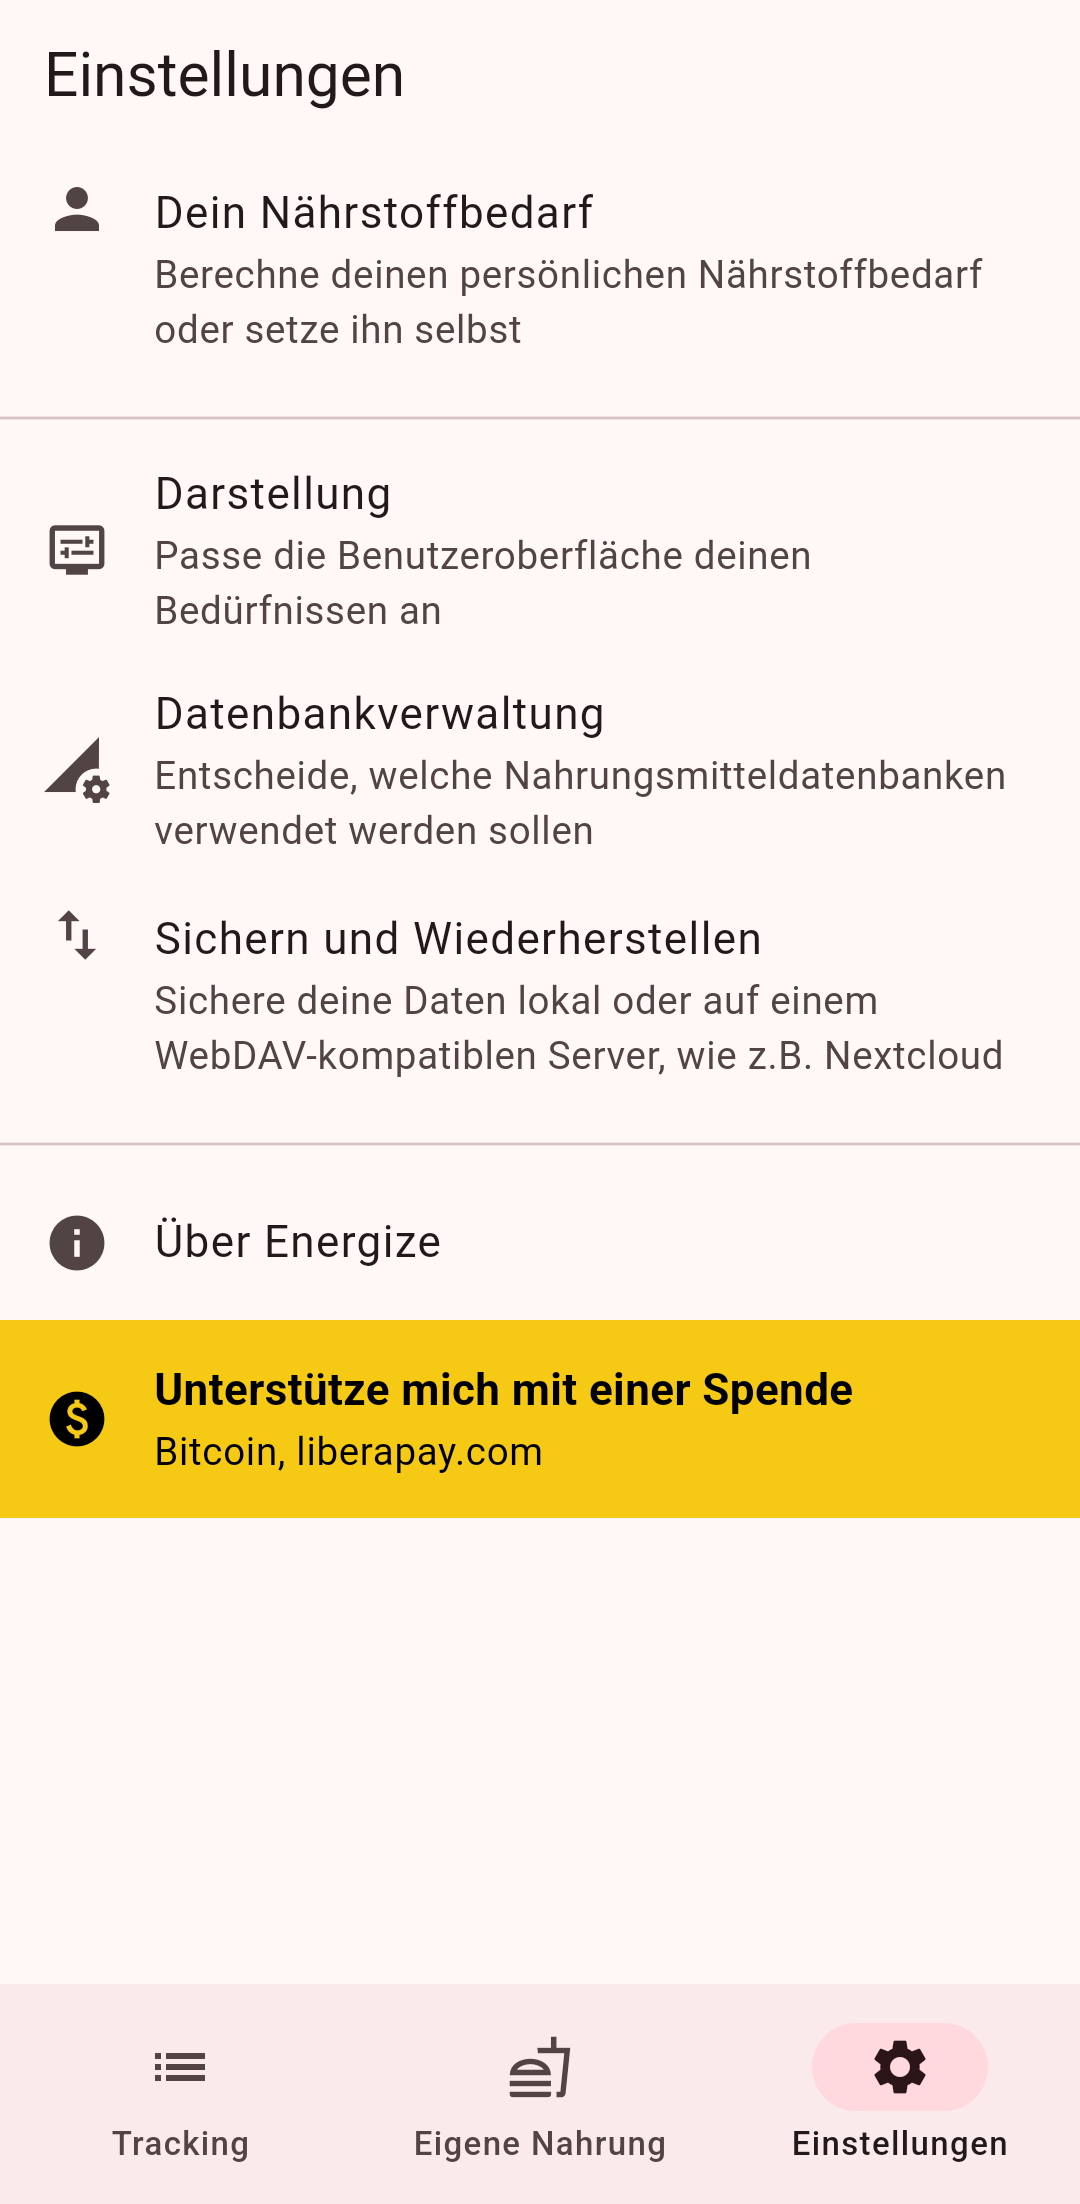 Einstellungen
Dein Nährstoffbedarf
Berechne deinen persönlichen Nährstoffbedarf
oder setze ihn selbst
Darstellung
Passe die Benutzeroberfläche deinen
Bedürfnissen an
Datenbankverwaltung
Entscheide, welche Nahrungsmitteldatenbanken
verwendet werden sollen
Sichern und Wiederherstellen
Sichere deine Daten lokal oder auf einem
WebDAV-kompatiblen Server, wie z.B. Nextcloud
Über Energize
Unterstütze mich mit einer Spende
Bitcoin, liberapay.com
Tracking
Eigene Nahrung
Einstellungen